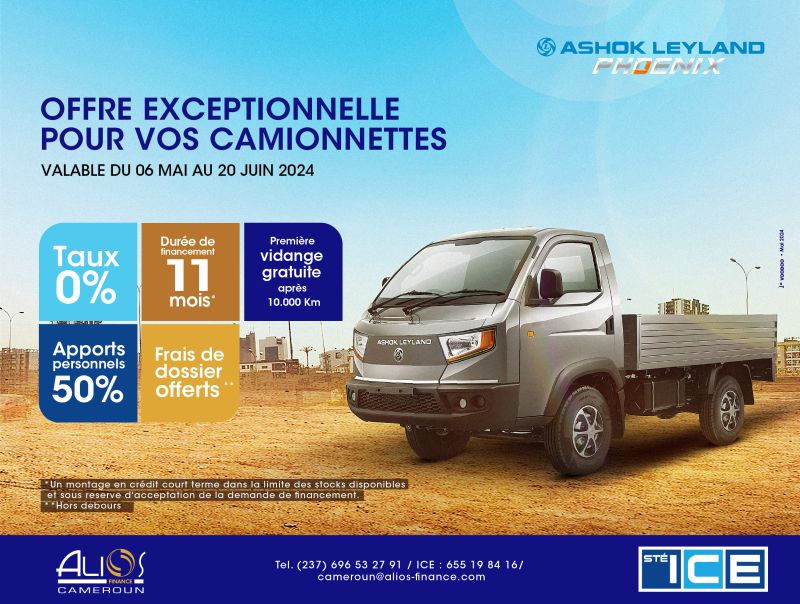 ASHOK LEYLAND
PHOENIX
OFFRE EXCEPTIONNELLE
POUR VOS CAMIONNETTES
VALABLE DU 06 MAI AU 20 JUIN 2024
Taux
0%
Durée de
financement
11
mois*
Première
vidange
gratuite
après
10.000 Km
Apports
personnels
50%
Frais de
dossier
offerts**
ASHOK LEYLAND
*Un montage en crédit court terme dans la limite des stocks disponibles
et sous reserve d'acceptation de la demande de financement.
**Hors debours
ALIOS
FINANCE
CAMEROUN
Tel. (237) 696 53 27 91 / ICE : 655 19 84 16/
cameroun@alios-finance.com
STÉ
ICE